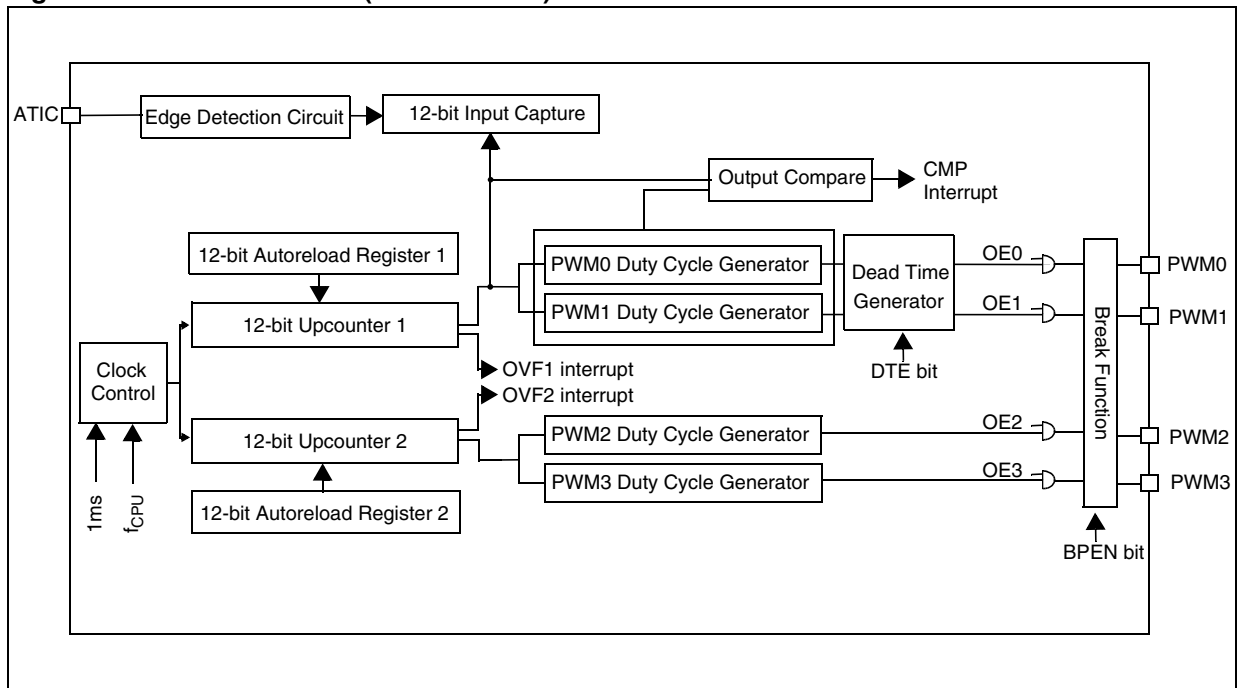 ATIC
Edge Detection Circuit
12-bit Input Capture
Output Compare
CMP
Interrupt
12-bit Autoreload Register 1
PWM0 Duty Cycle Generator
Dead Time
Generator
OE0
PWM0
12-bit Upcounter 1
PWM1 Duty Cycle Generator
OE1
PWM1
Break Function
Clock
Control
OVF1 interrupt
DTE bit
OVF2 interrupt
12-bit Upcounter 2
PWM2 Duty Cycle Generator
OE2
PWM2
PWM3 Duty Cycle Generator
OE3
PWM3
1ms
fCPU
12-bit Autoreload Register 2
BPEN bit